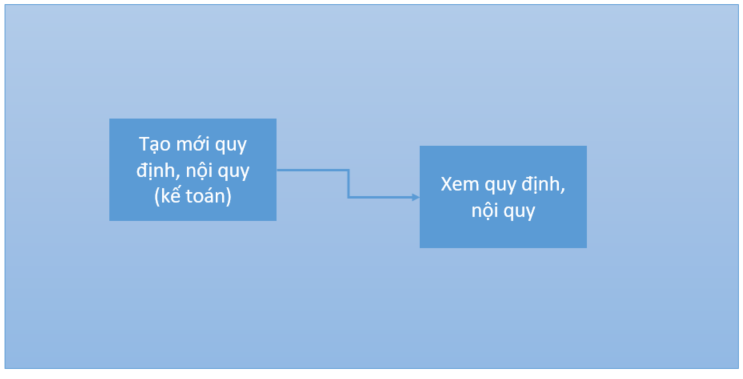 Tạo mới quy
định, nội quy
(kế toán)
Xem quy định,
nội quy